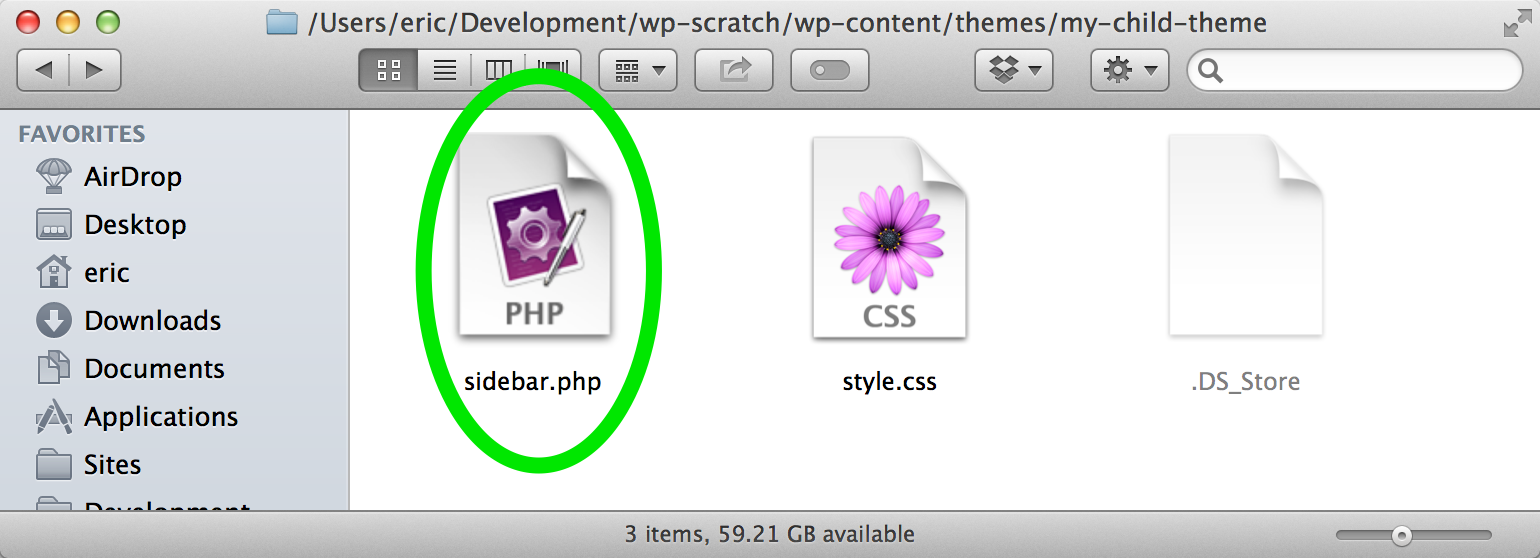 /Users/eric/Development/wp-scratch/wp-content/themes/my-child-theme
FAVORITES
AirDrop
Desktop
eric
Downloads
Documents
Applications
Sites
Development
PHP
CSS
sidebar.php
style.css
.DS_Store
3 items, 59.21 GB available